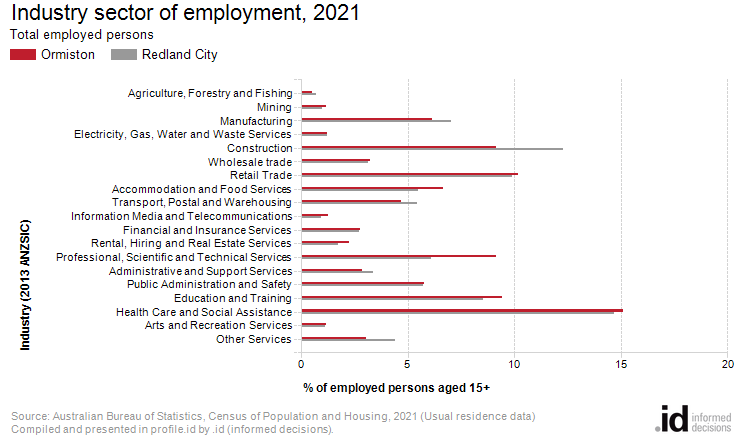 Industry sector of employment, 2021
Total employed persons
Ormiston Redland City
Agriculture, Forestry and Fishing
Mining
Manufacturing
Electricity, Gas, Water and Waste Services
Construction
Wholesale trade
Retail Trade
Accommodation and Food Services
Transport, Postal and Warehousing
Information Media and Telecommunications
Financial and Insurance Services
Rental, Hiring and Real Estate Services
Professional, Scientific and Technical Services
Administrative and Support Services
Public Administration and Safety
Education and Training
Health Care and Social Assistance
Arts and Recreation Services
Other Services
Industry (2013 ANZSIC)
0 5 10 15 20
% of employed persons aged 15+
Source: Australian Bureau of Statistics, Census of Population and Housing, 2021 (Usual residence data)
Compiled and presented in profile.id by .id (informed decisions).
.id informed
decisions